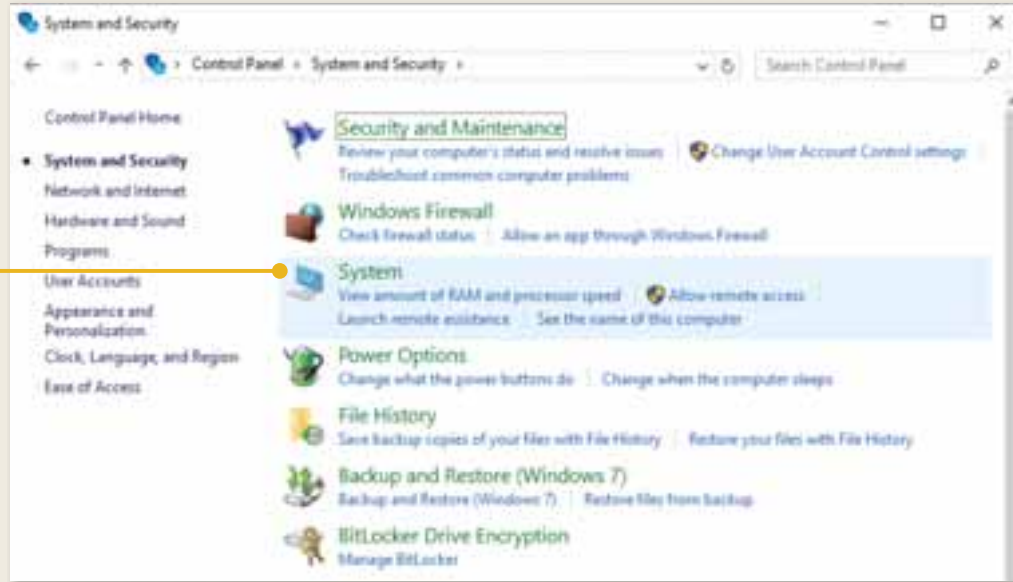 System and Security
Control Panel › System and Security ›
Search Control Panel
Control Panel Home
System and Security
Network and Internet
Hardware and Sound
Programs
User Accounts
Appearance and
Personalization
Clock, Language, and Region
Ease of Access
Security and Maintenance
Review your computer's status and resolve issues Change User Account Control settings
Troubleshoot common computer problems
Windows Firewall
Check firewall status Allow an app through Windows Firewall
System
View amount of RAM and processor speed Allow remote access
Launch remote assistance See the name of this computer
Power Options
Change what the power buttons do Change when the computer sleeps
File History
Save backup copies of your files with File History Restore your files with File History
Backup and Restore (Windows 7)
Backup and Restore (Windows 7) Restore files from backup
BitLocker Drive Encryption
Manage BitLocker